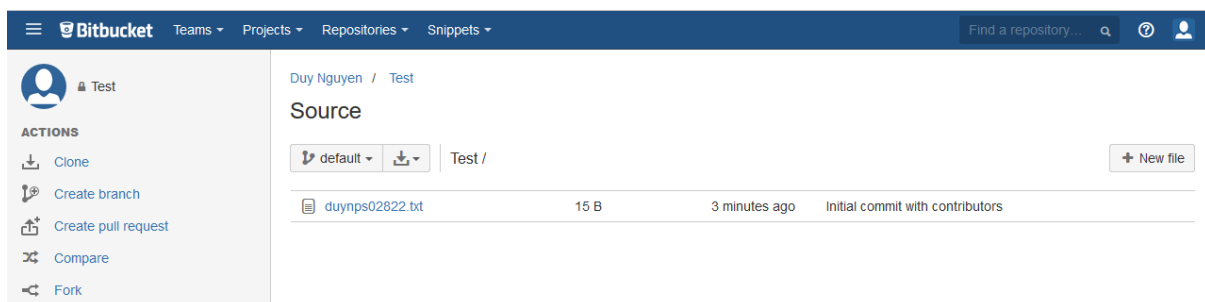 Bitbucket Teams Projects Repositories Snippets Find a repository...
Test
ACTIONS
Clone
Create branch
Create pull request
Compare
Fork
Duy Nguyen / Test
Source
default Test / + New file
duynps02822.txt 15 B 3 minutes ago Initial commit with contributors